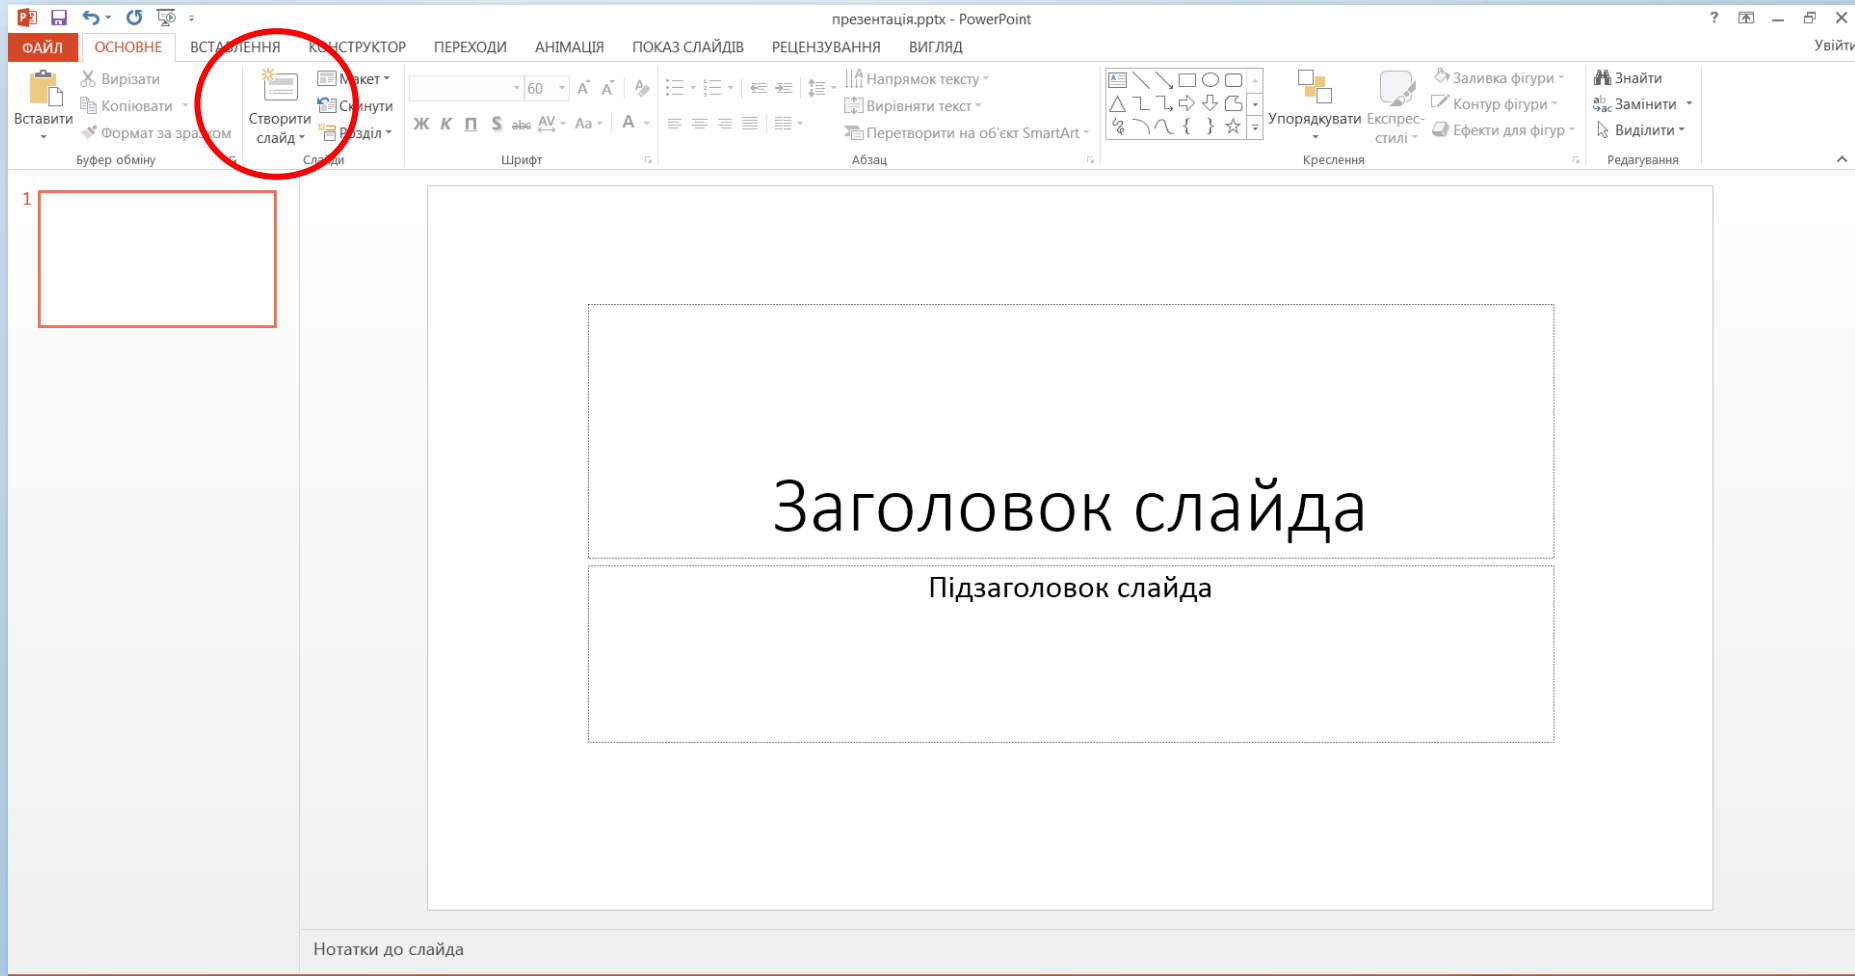 презентація.pptx - PowerPoint
?
Увійти
ФАЙЛ ОСНОВНЕ ВСТАВЛЕННЯ КОНСТРУКТОР ПЕРЕХОДИ АНІМАЦІЯ ПОКАЗ СЛАЙДІВ РЕЦЕНЗУВАННЯ ВИГЛЯД
Вставити
Вирізати
Копіювати
Формат за зразком
Буфер обміну
Створити
слайд
Макет
Скинути
Розділ
Слайди
60
Ж К П S abc AV Aa A
Шрифт
Напрямок тексту
Вирівняти текст
Перетворити на об'єкт SmartArt
Абзац
Упорядкувати
Експрес-
стилі
Заливка фігури
Контур фігури
Ефекти для фігур
Креслення
Знайти
Замінити
Виділити
Редагування
1
Заголовок слайда
Підзаголовок слайда
Нотатки до слайда